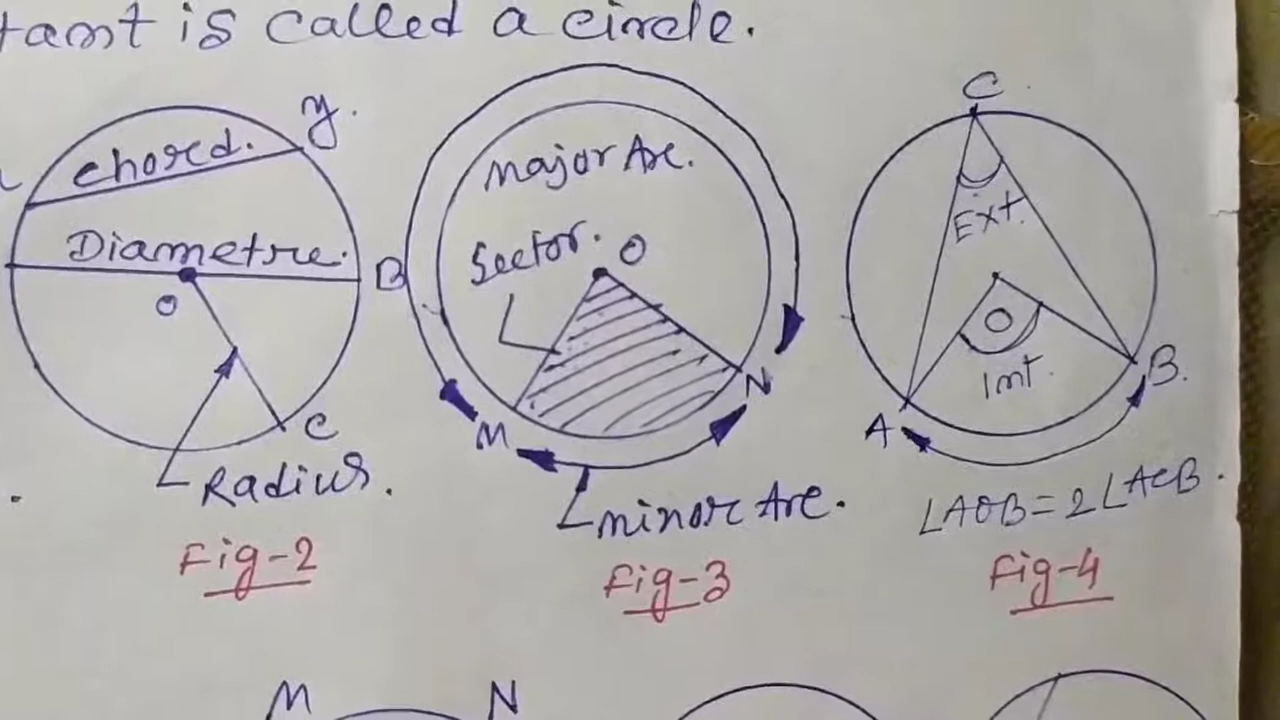 tant is called a circle.
chored.
y.
Diametre.
B
O
C
Radius.
Fig-2
major Arc.
Sector.
O
M
N
minor Arc.
Fig-3
C
Ext.
O
Int.
A
B.
∠AOB = 2∠ACB.
Fig-4
M N